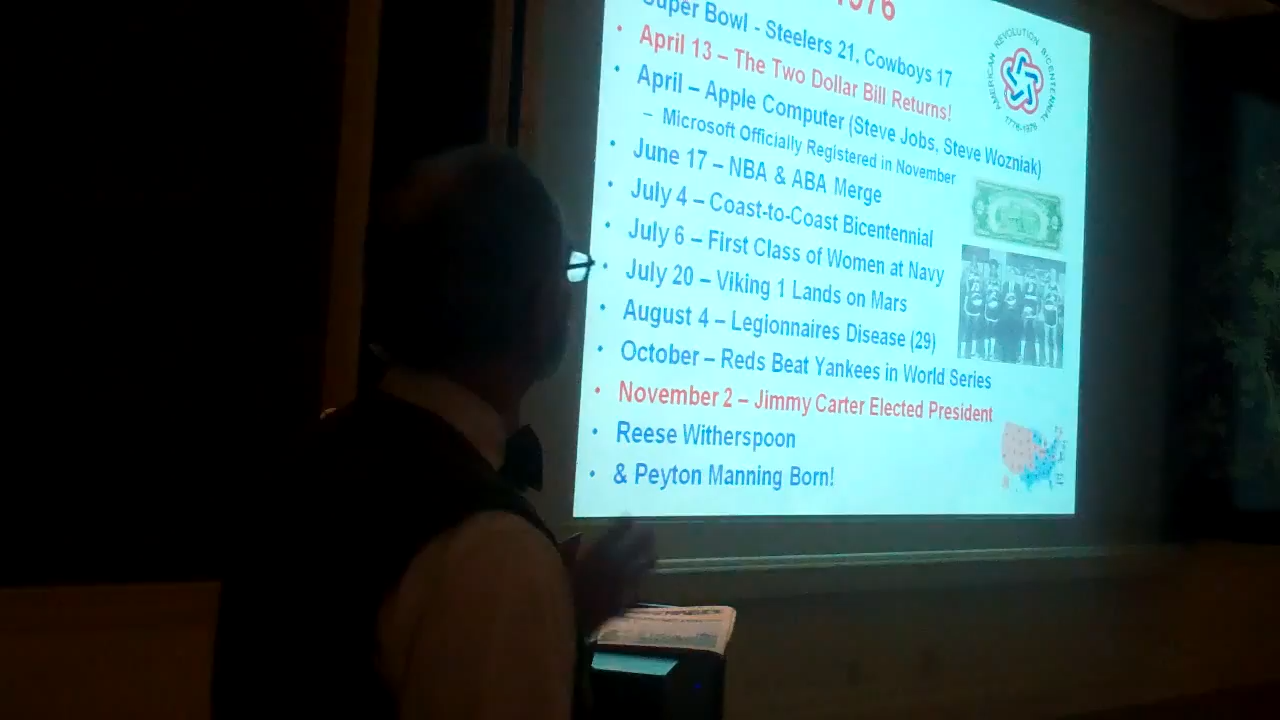 1976
Super Bowl - Steelers 21, Cowboys 17
• April 13 – The Two Dollar Bill Returns!
• April – Apple Computer (Steve Jobs, Steve Wozniak)
– Microsoft Officially Registered in November
• June 17 – NBA & ABA Merge
• July 4 – Coast-to-Coast Bicentennial
• July 6 – First Class of Women at Navy
• July 20 – Viking 1 Lands on Mars
• August 4 – Legionnaires Disease (29)
• October – Reds Beat Yankees in World Series
• November 2 – Jimmy Carter Elected President
• Reese Witherspoon
• & Peyton Manning Born!
AMERICAN REVOLUTION BICENTENNIAL
1776-1976